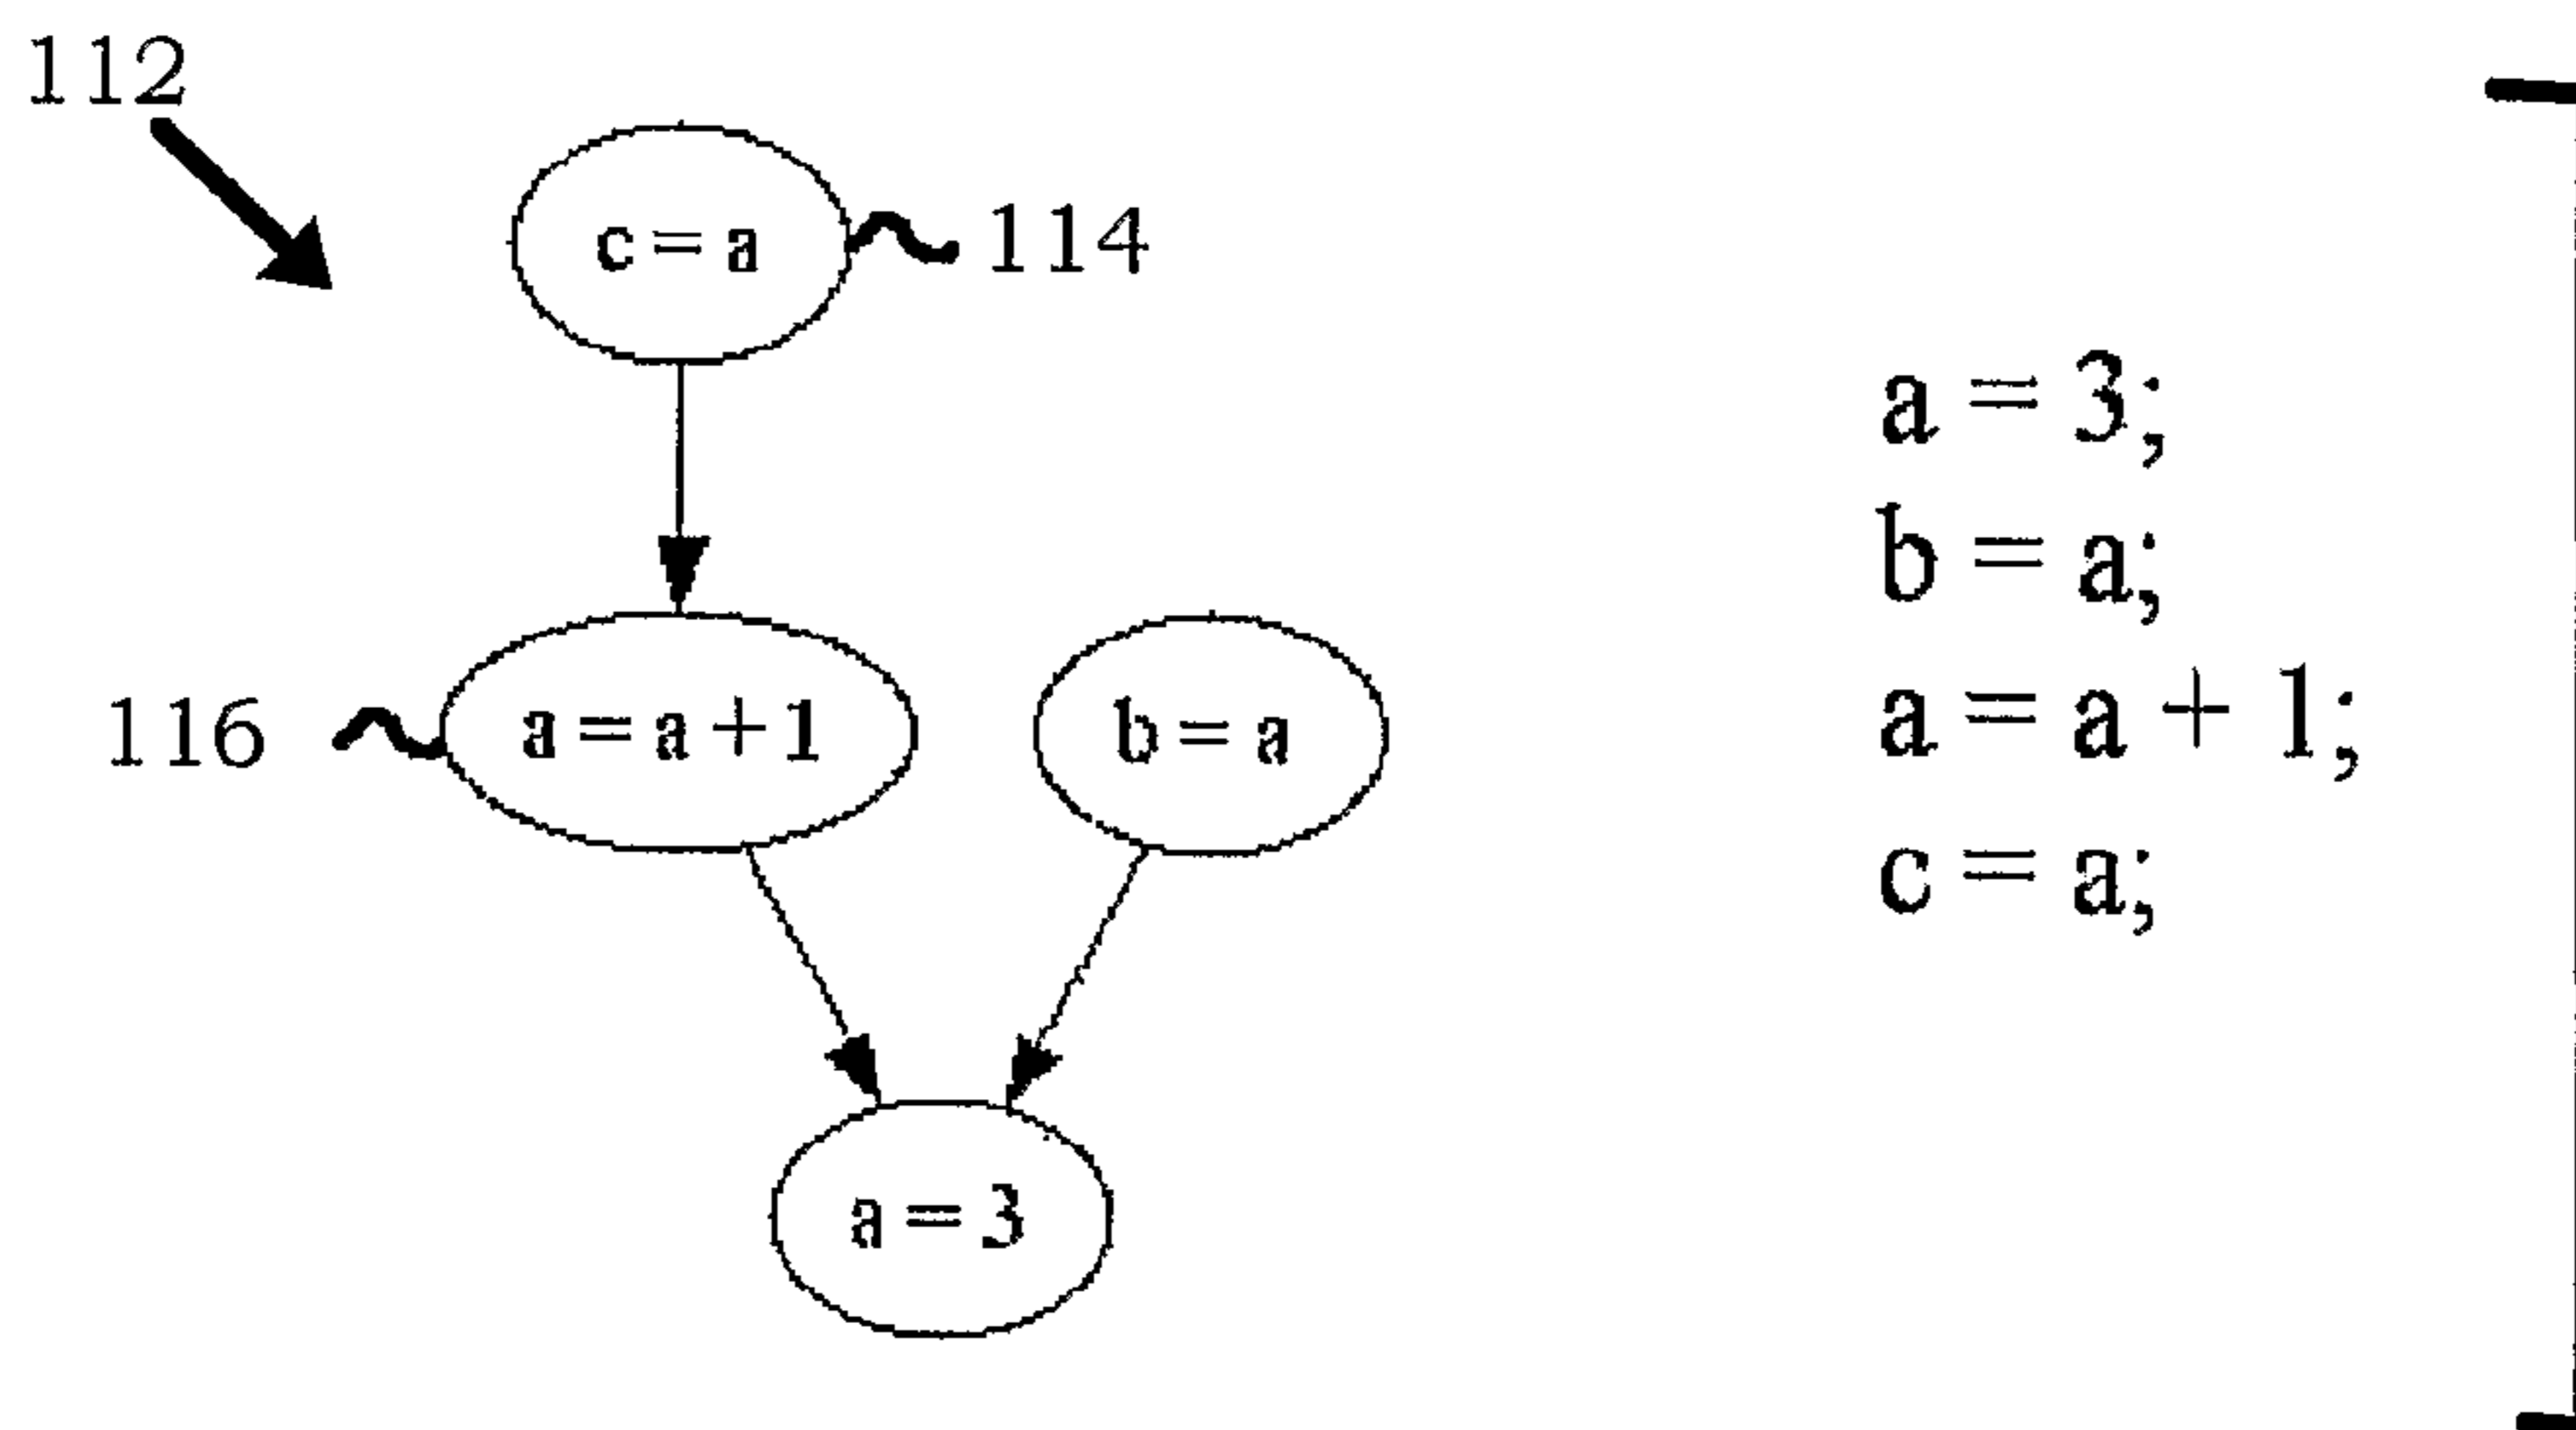 112
c = a
114
116
a = a + 1
b = a
a = 3
a = 3;
b = a;
a = a + 1;
c = a;